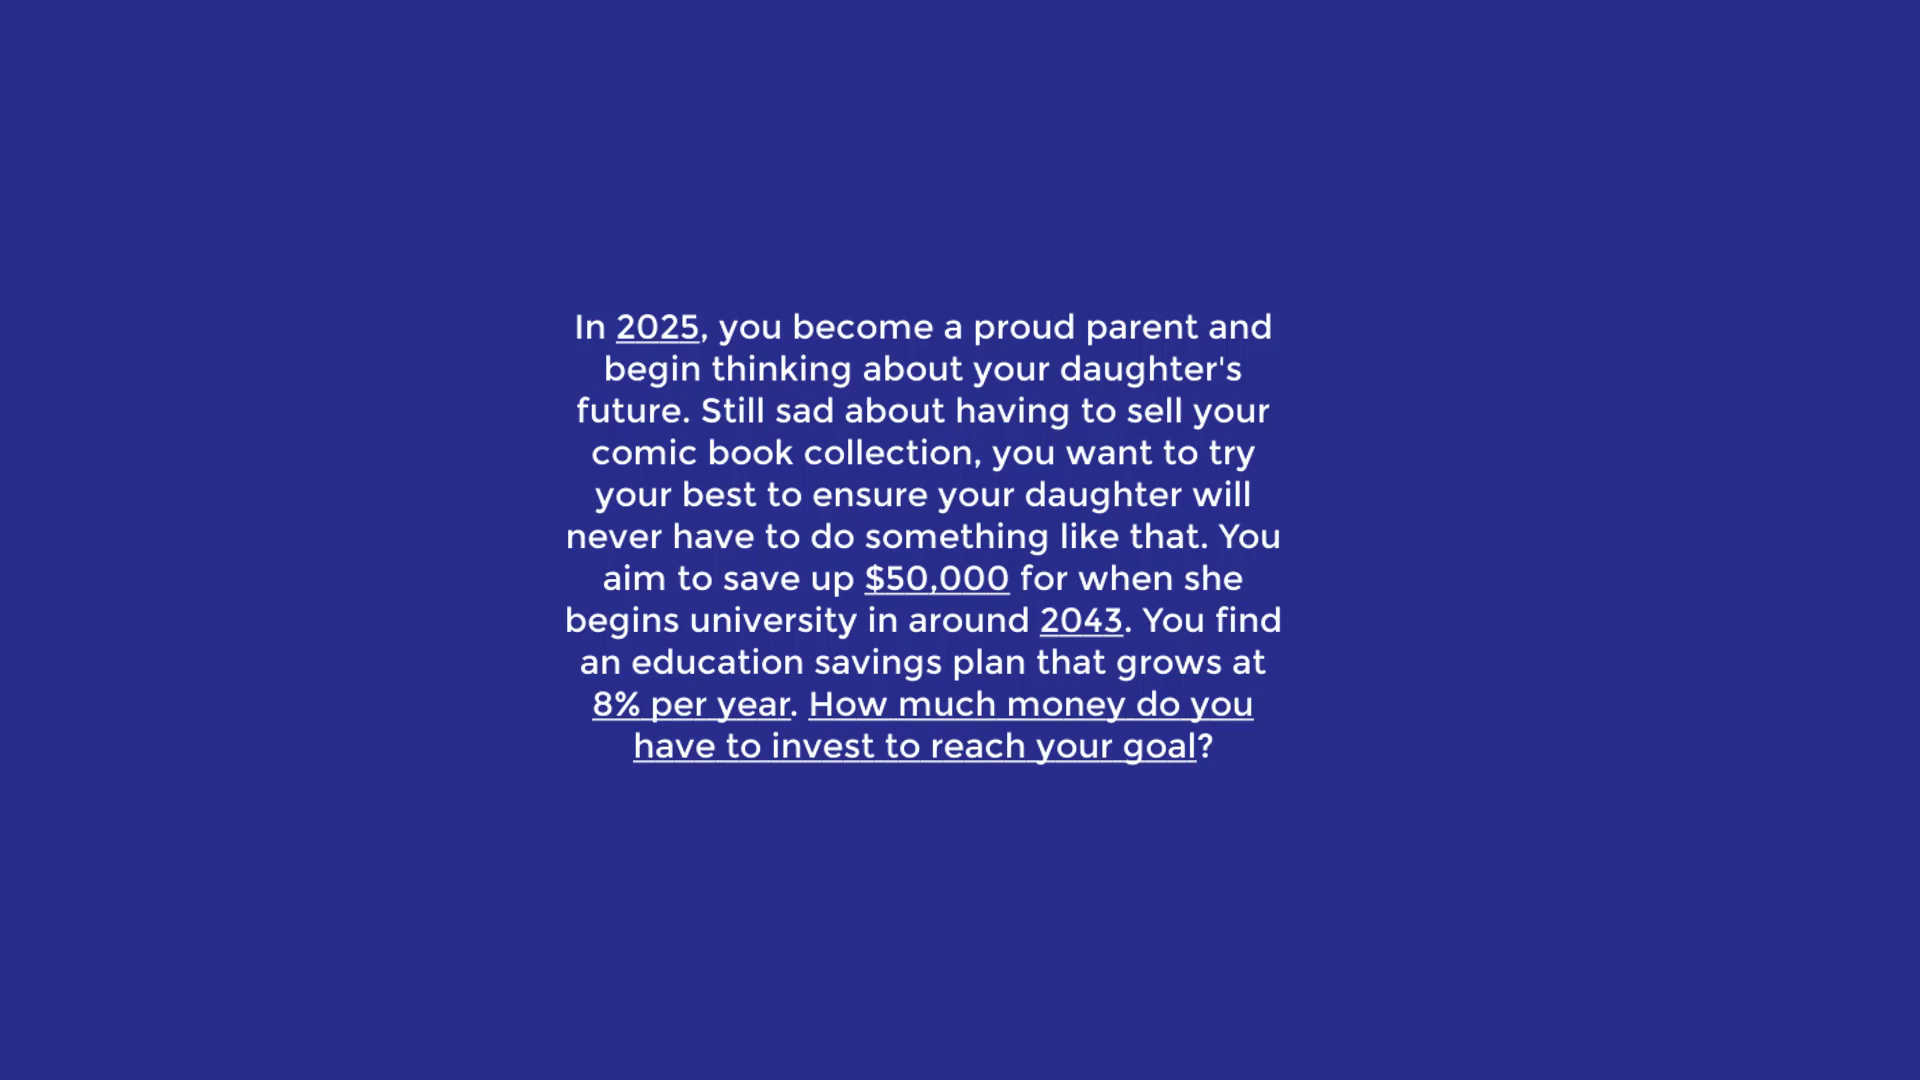 In 2025, you become a proud parent and
begin thinking about your daughter's
future. Still sad about having to sell your
comic book collection, you want to try
your best to ensure your daughter will
never have to do something like that. You
aim to save up $50,000 for when she
begins university in around 2043. You find
an education savings plan that grows at
8% per year. How much money do you
have to invest to reach your goal?